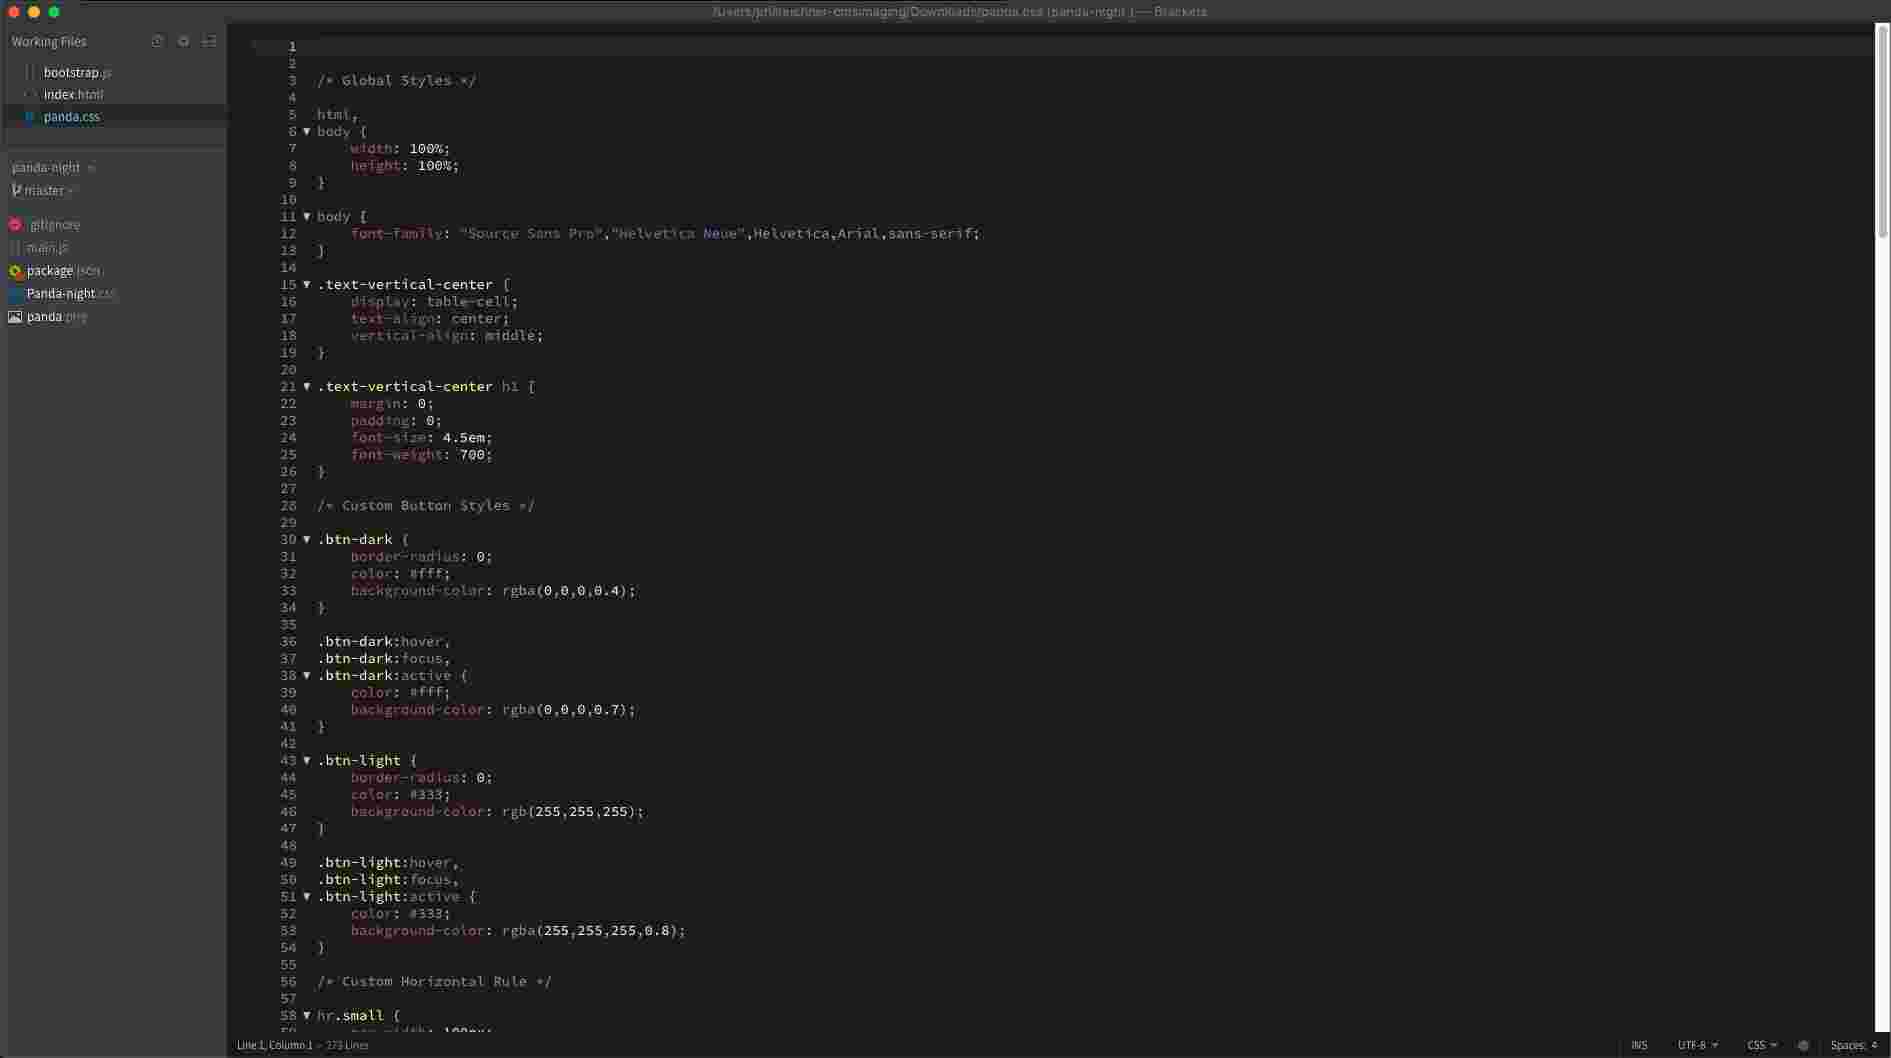 /Users/ — Brackets
Working Files
bootstrap.js
index.html
panda.css
panda-night
master
.gitignore
main.js
package.json
Panda-night.css
panda.png
1
2
3 /* Global Styles */
4
5 html,
6 body {
7 width: 100%;
8 height: 100%;
9 }
10
11 body {
12 font-family: "Source Sans Pro","Helvetica Neue",Helvetica,Arial,sans-serif;
13 }
14
15 .text-vertical-center {
16 display: table-cell;
17 text-align: center;
18 vertical-align: middle;
19 }
20
21 .text-vertical-center h1 {
22 margin: 0;
23 padding: 0;
24 font-size: 4.5em;
25 font-weight: 700;
26 }
27
28 /* Custom Button Styles */
29
30 .btn-dark {
31 border-radius: 0;
32 color: #fff;
33 background-color: rgba(0,0,0,0.4);
34 }
35
36 .btn-dark:hover,
37 .btn-dark:focus,
38 .btn-dark:active {
39 color: #fff;
40 background-color: rgba(0,0,0,0.7);
41 }
42
43 .btn-light {
44 border-radius: 0;
45 color: #333;
46 background-color: rgb(255,255,255);
47 }
48
49 .btn-light:hover,
50 .btn-light:focus,
51 .btn-light:active {
52 color: #333;
53 background-color: rgba(255,255,255,0.8);
54 }
55
56 /* Custom Horizontal Rule */
57
58 hr.small {
59 max-width: 100px;
Line 1, Column 1 — 273 Lines
INS UTF-8 CSS Spaces: 4